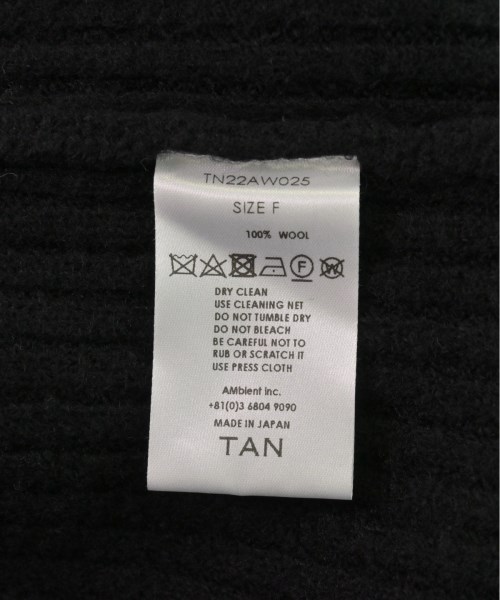 TN22AW025
SIZE F
100% WOOL
F W
DRY CLEAN
USE CLEANING NET
DO NOT TUMBLE DRY
DO NOT BLEACH
BE CAREFUL NOT TO
RUB OR SCRATCH IT
USE PRESS CLOTH
AMbient Inc.
+81(0)3 6804 9090
MADE IN JAPAN
TAN